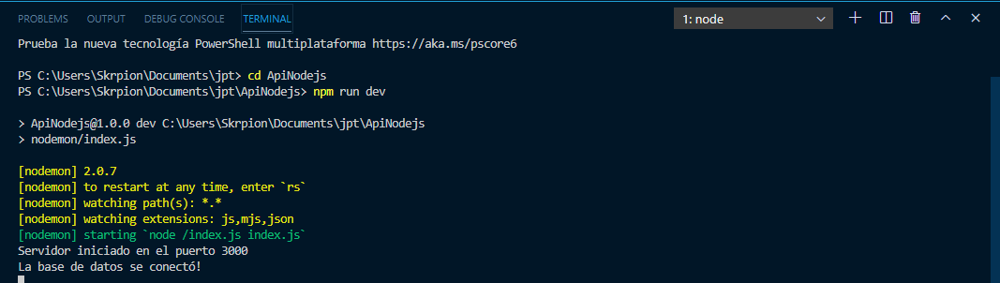 PROBLEMS OUTPUT DEBUG CONSOLE TERMINAL 1: node
Prueba la nueva tecnología PowerShell multiplataforma https://aka.ms/pscore6
PS C:\Users\Skrpion\Documents\jpt> cd ApiNodejs
PS C:\Users\Skrpion\Documents\jpt\ApiNodejs> npm run dev
> ApiNodejs@1.0.0 dev C:\Users\Skrpion\Documents\jpt\ApiNodejs
> nodemon/index.js
[nodemon] 2.0.7
[nodemon] to restart at any time, enter `rs`
[nodemon] watching path(s): *.*
[nodemon] watching extensions: js,mjs,json
[nodemon] starting `node /index.js index.js`
Servidor iniciado en el puerto 3000
La base de datos se conectó!